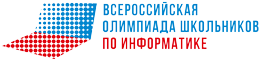 ВСЕРОССИЙСКАЯ
ОЛИМПИАДА ШКОЛЬНИКОВ
ПО ИНФОРМАТИКЕ